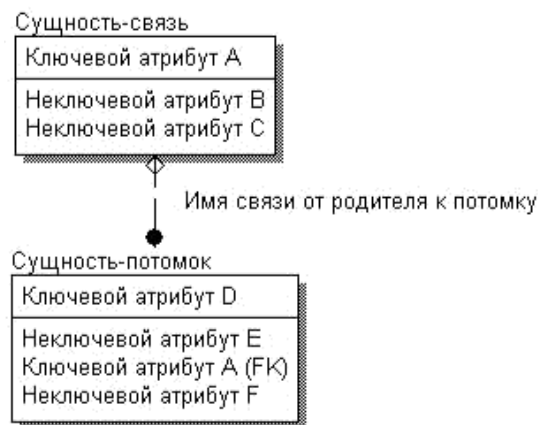 Сущность-связь
Ключевой атрибут A
Неключевой атрибут B
Неключевой атрибут C
Имя связи от родителя к потомку
Сущность-потомок
Ключевой атрибут D
Неключевой атрибут E
Ключевой атрибут A (FK)
Неключевой атрибут F